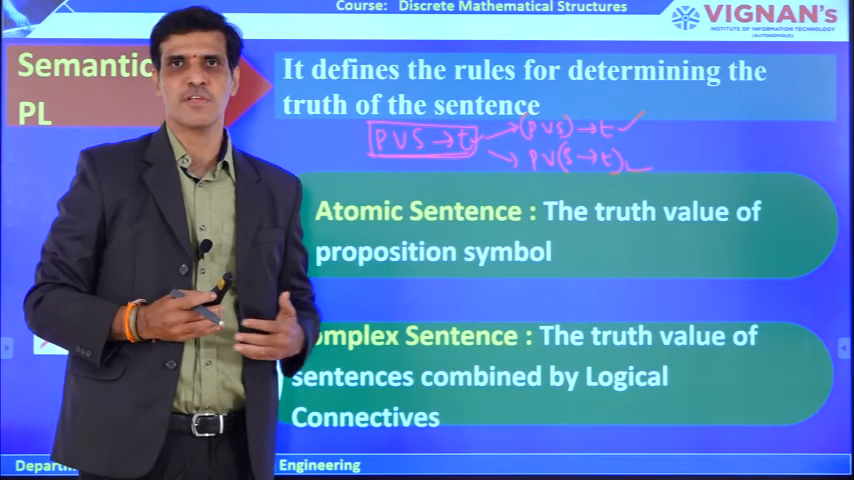 Course: Discrete Mathematical Structures
VIGNAN's
INSTITUTE OF INFORMATION TECHNOLOGY
(AUTONOMOUS)
Semantic
PL
It defines the rules for determining the
truth of the sentence
P V S → t
(P V S) → t
P V (S → t)
Atomic Sentence : The truth value of
proposition symbol
omplex Sentence : The truth value of
sentences combined by Logical
Connectives
Depart
Engineering